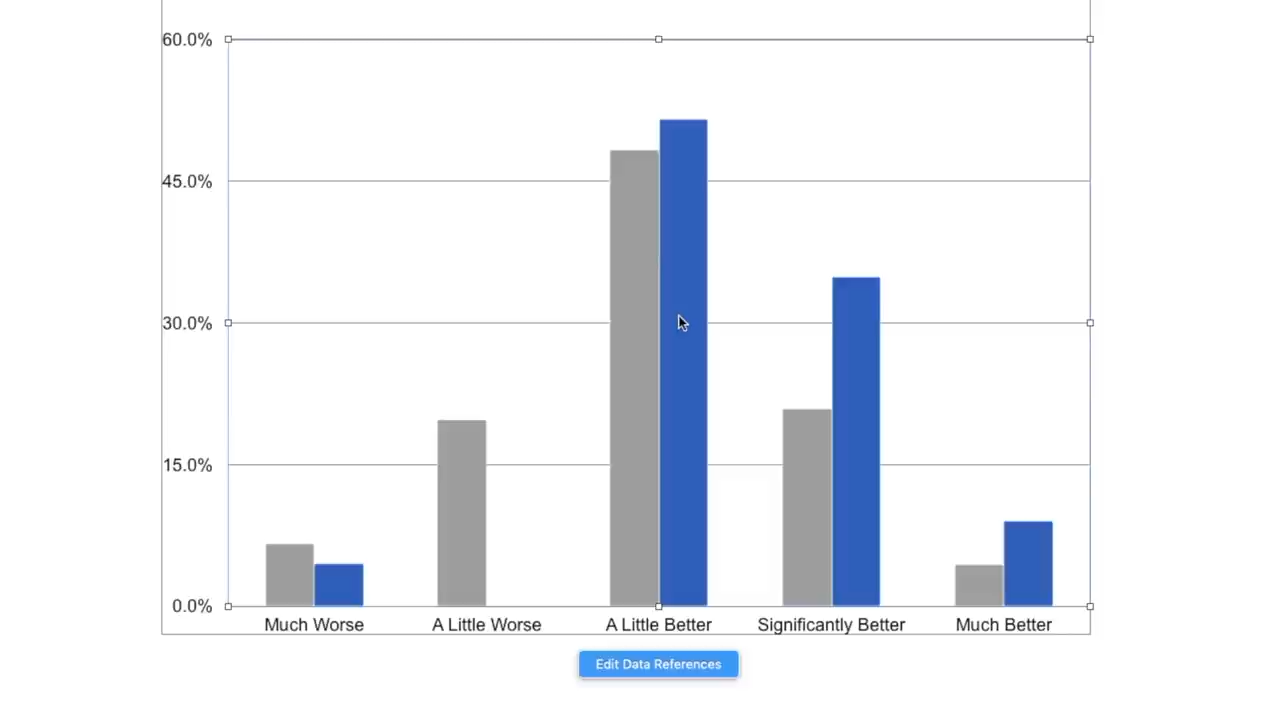 60.0%
45.0%
30.0%
15.0%
0.0%
Much Worse
A Little Worse
A Little Better
Significantly Better
Much Better
Edit Data References